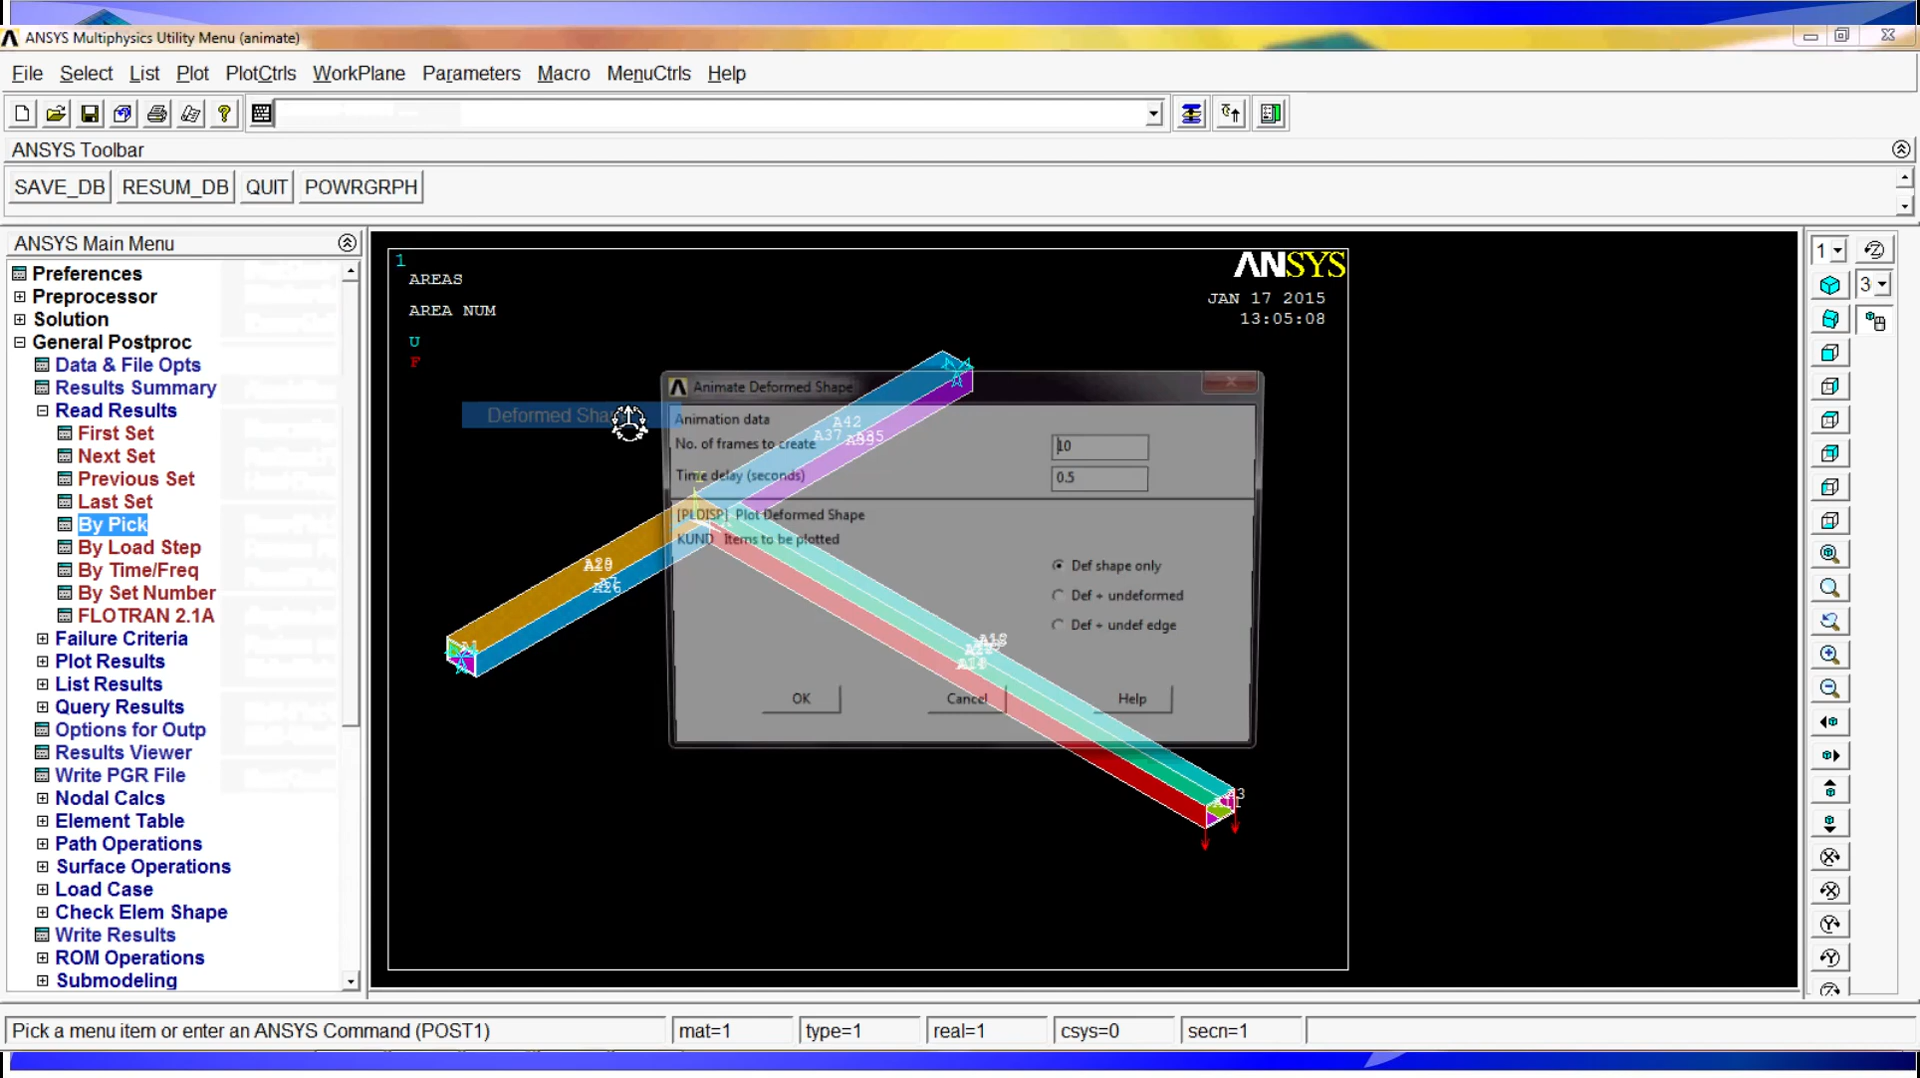 ANSYS Multiphysics Utility Menu (animate)
File Select List Plot PlotCtrls WorkPlane Parameters Macro MenuCtrls Help
ANSYS Toolbar
SAVE_DB RESUM_DB QUIT POWRGRPH
ANSYS Main Menu
Preferences
Preprocessor
Solution
General Postproc
Data & File Opts
Results Summary
Read Results
First Set
Next Set
Previous Set
Last Set
By Pick
By Load Step
By Time/Freq
By Set Number
FLOTRAN 2.1A
Failure Criteria
Plot Results
List Results
Query Results
Options for Outp
Results Viewer
Write PGR File
Nodal Calcs
Element Table
Path Operations
Surface Operations
Load Case
Check Elem Shape
Write Results
ROM Operations
Submodeling
1
AREAS
AREA NUM
U
F
ANSYS
JAN 17 2015
13:05:08
Deformed Sha
Animate Deformed Shape
Animation data
No. of frames to create 10
Time delay (seconds) 0.5
[PLDISP] Plot Deformed Shape
KUND Items to be plotted
Def shape only
Def + undeformed
Def + undef edge
OK Cancel Help
A42
A37
A26
A3
1
3
Pick a menu item or enter an ANSYS Command (POST1)
mat=1
type=1
real=1
csys=0
secn=1